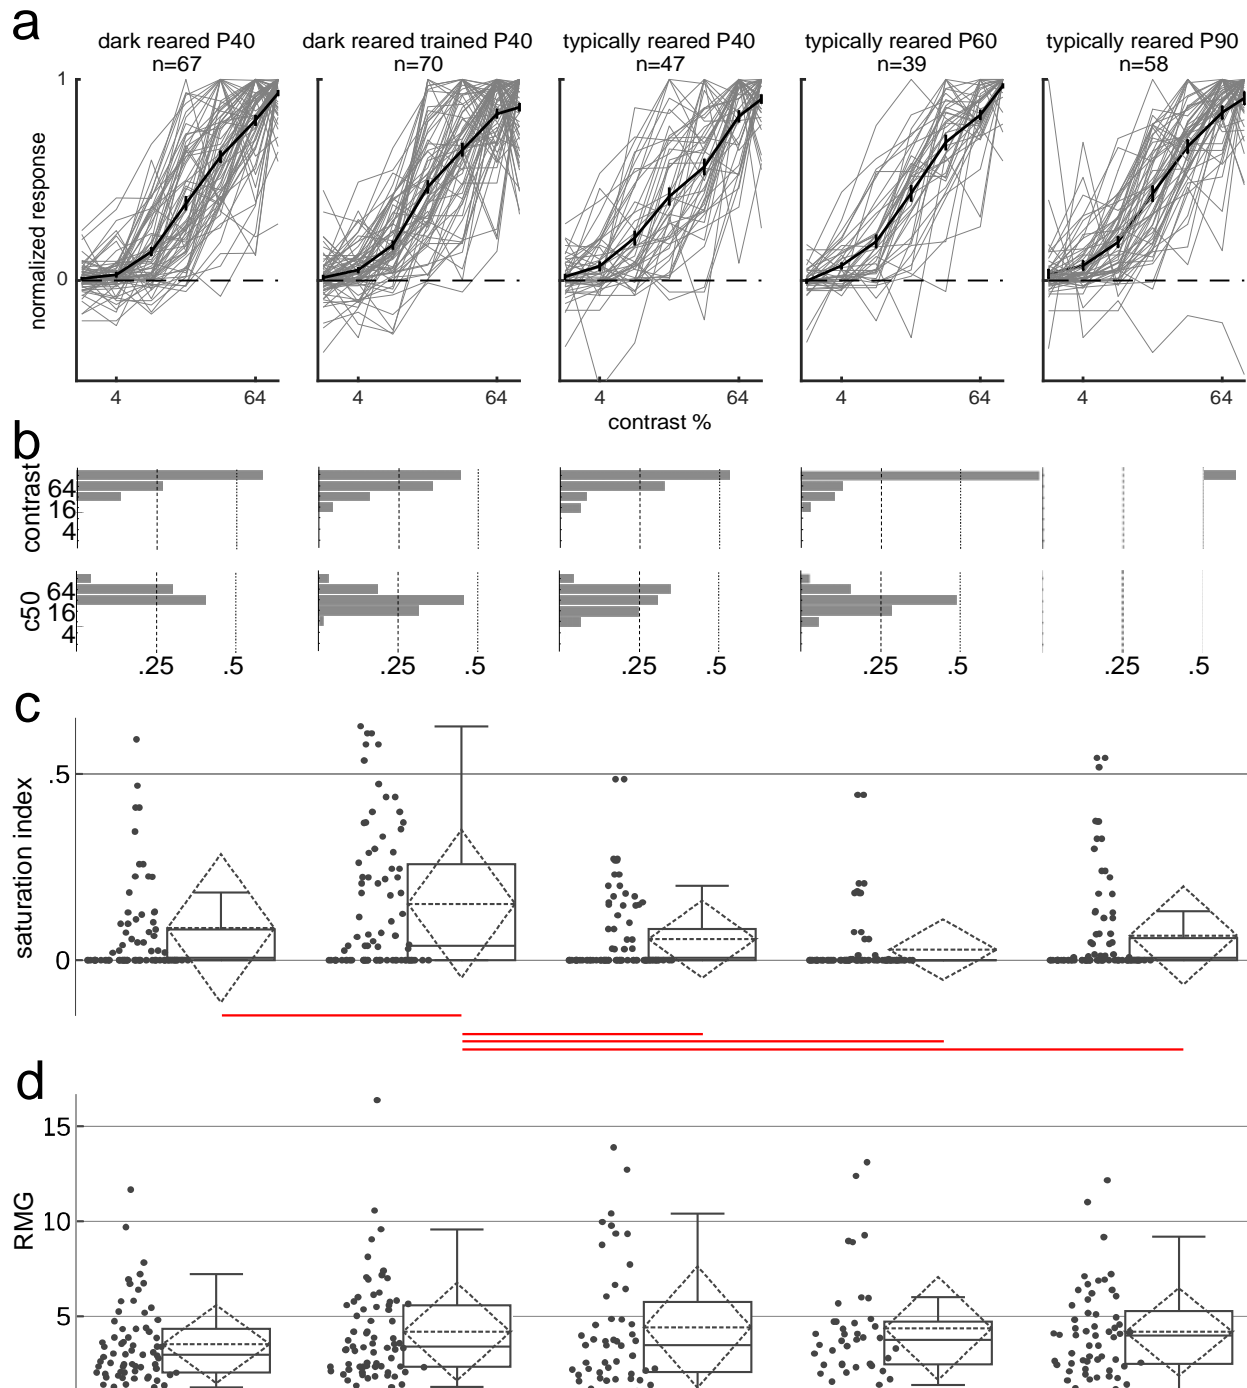 a
dark reared P40
n=67
dark reared trained P40
n=70
typically reared P40
n=47
typically reared P60
n=39
typically reared P90
n=58
normalized response
1
0
4 64 4 64 4 64 4 64 4 64
contrast %
b
contrast
64
16
4
c50
64
16
4
.25 .5 .25 .5 .25 .5 .25 .5 .25 .5
c
saturation index
.5
0
d
RMG
15
10
5